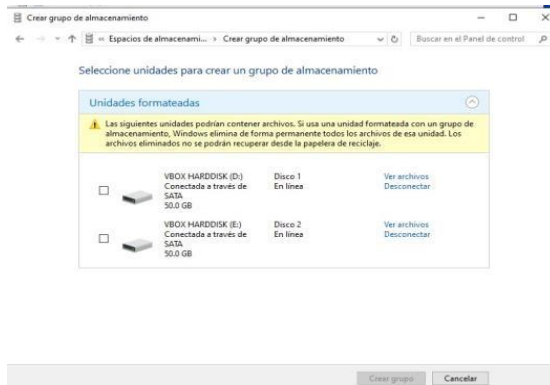 Crear grupo de almacenamiento
« Espacios de almacenami... › Crear grupo de almacenamiento
Buscar en el Panel de control
Seleccione unidades para crear un grupo de almacenamiento
Unidades formateadas
Las siguientes unidades podrían contener archivos. Si usa una unidad formateada con un grupo de
almacenamiento, Windows elimina de forma permanente todos los archivos de esa unidad. Los
archivos eliminados no se podrán recuperar desde la papelera de reciclaje.
VBOX HARDDISK (D:) Disco 1 Ver archivos
Conectada a través de En línea Desconectar
SATA
50.0 GB
VBOX HARDDISK (E:) Disco 2 Ver archivos
Conectada a través de En línea Desconectar
SATA
50.0 GB
Crear grupo Cancelar